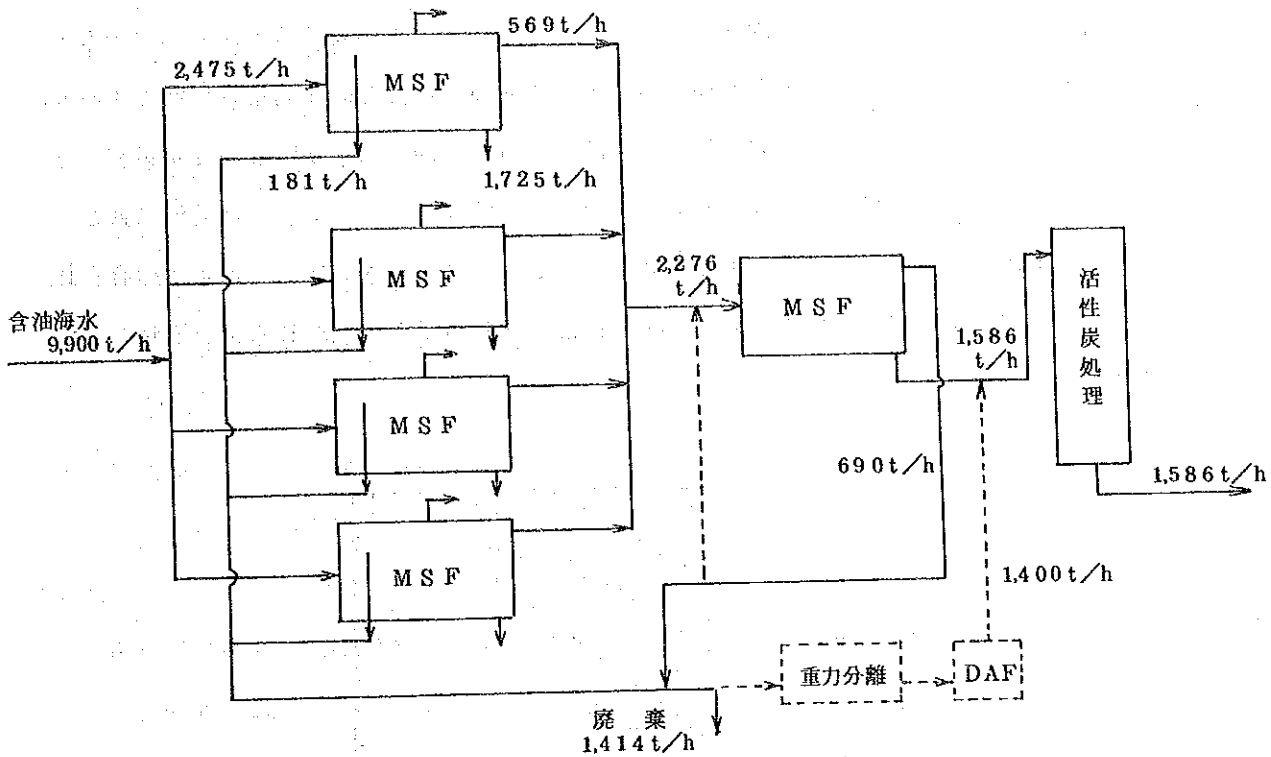 569t/h
2,475t/h
MSF
181t/h
1,725t/h
MSF
2,276
t/h
MSF
活性炭処理
含油海水
9,900t/h
1,586
t/h
MSF
690t/h
1,586t/h
MSF
1,400t/h
重力分離
DAF
廃棄
1,414t/h